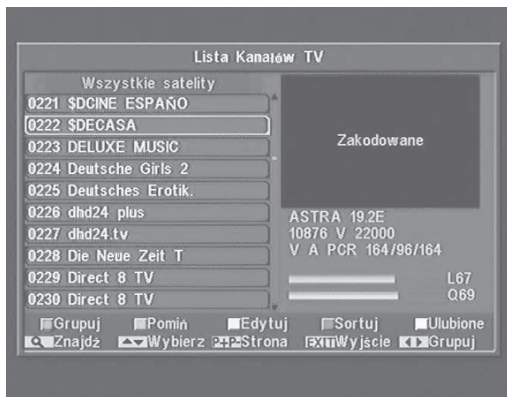 Lista Kanałów TV
Wszystkie satelity
0221 $DCINE ESPAÑO
0222 $DECASA
0223 DELUXE MUSIC
0224 Deutsche Girls 2
0225 Deutsches Erotik.
0226 dhd24 plus
0227 dhd24.tv
0228 Die Neue Zeit T
0229 Direct 8 TV
0230 Direct 8 TV
Zakodowane
ASTRA 19.2E
10876 V 22000
V A PCR 164/96/164
L67
Q69
Grupuj Pomiń Edytuj Sortuj Ulubione
Znajdź Wybierz P+P- Strona EXIT Wyjście Grupuj